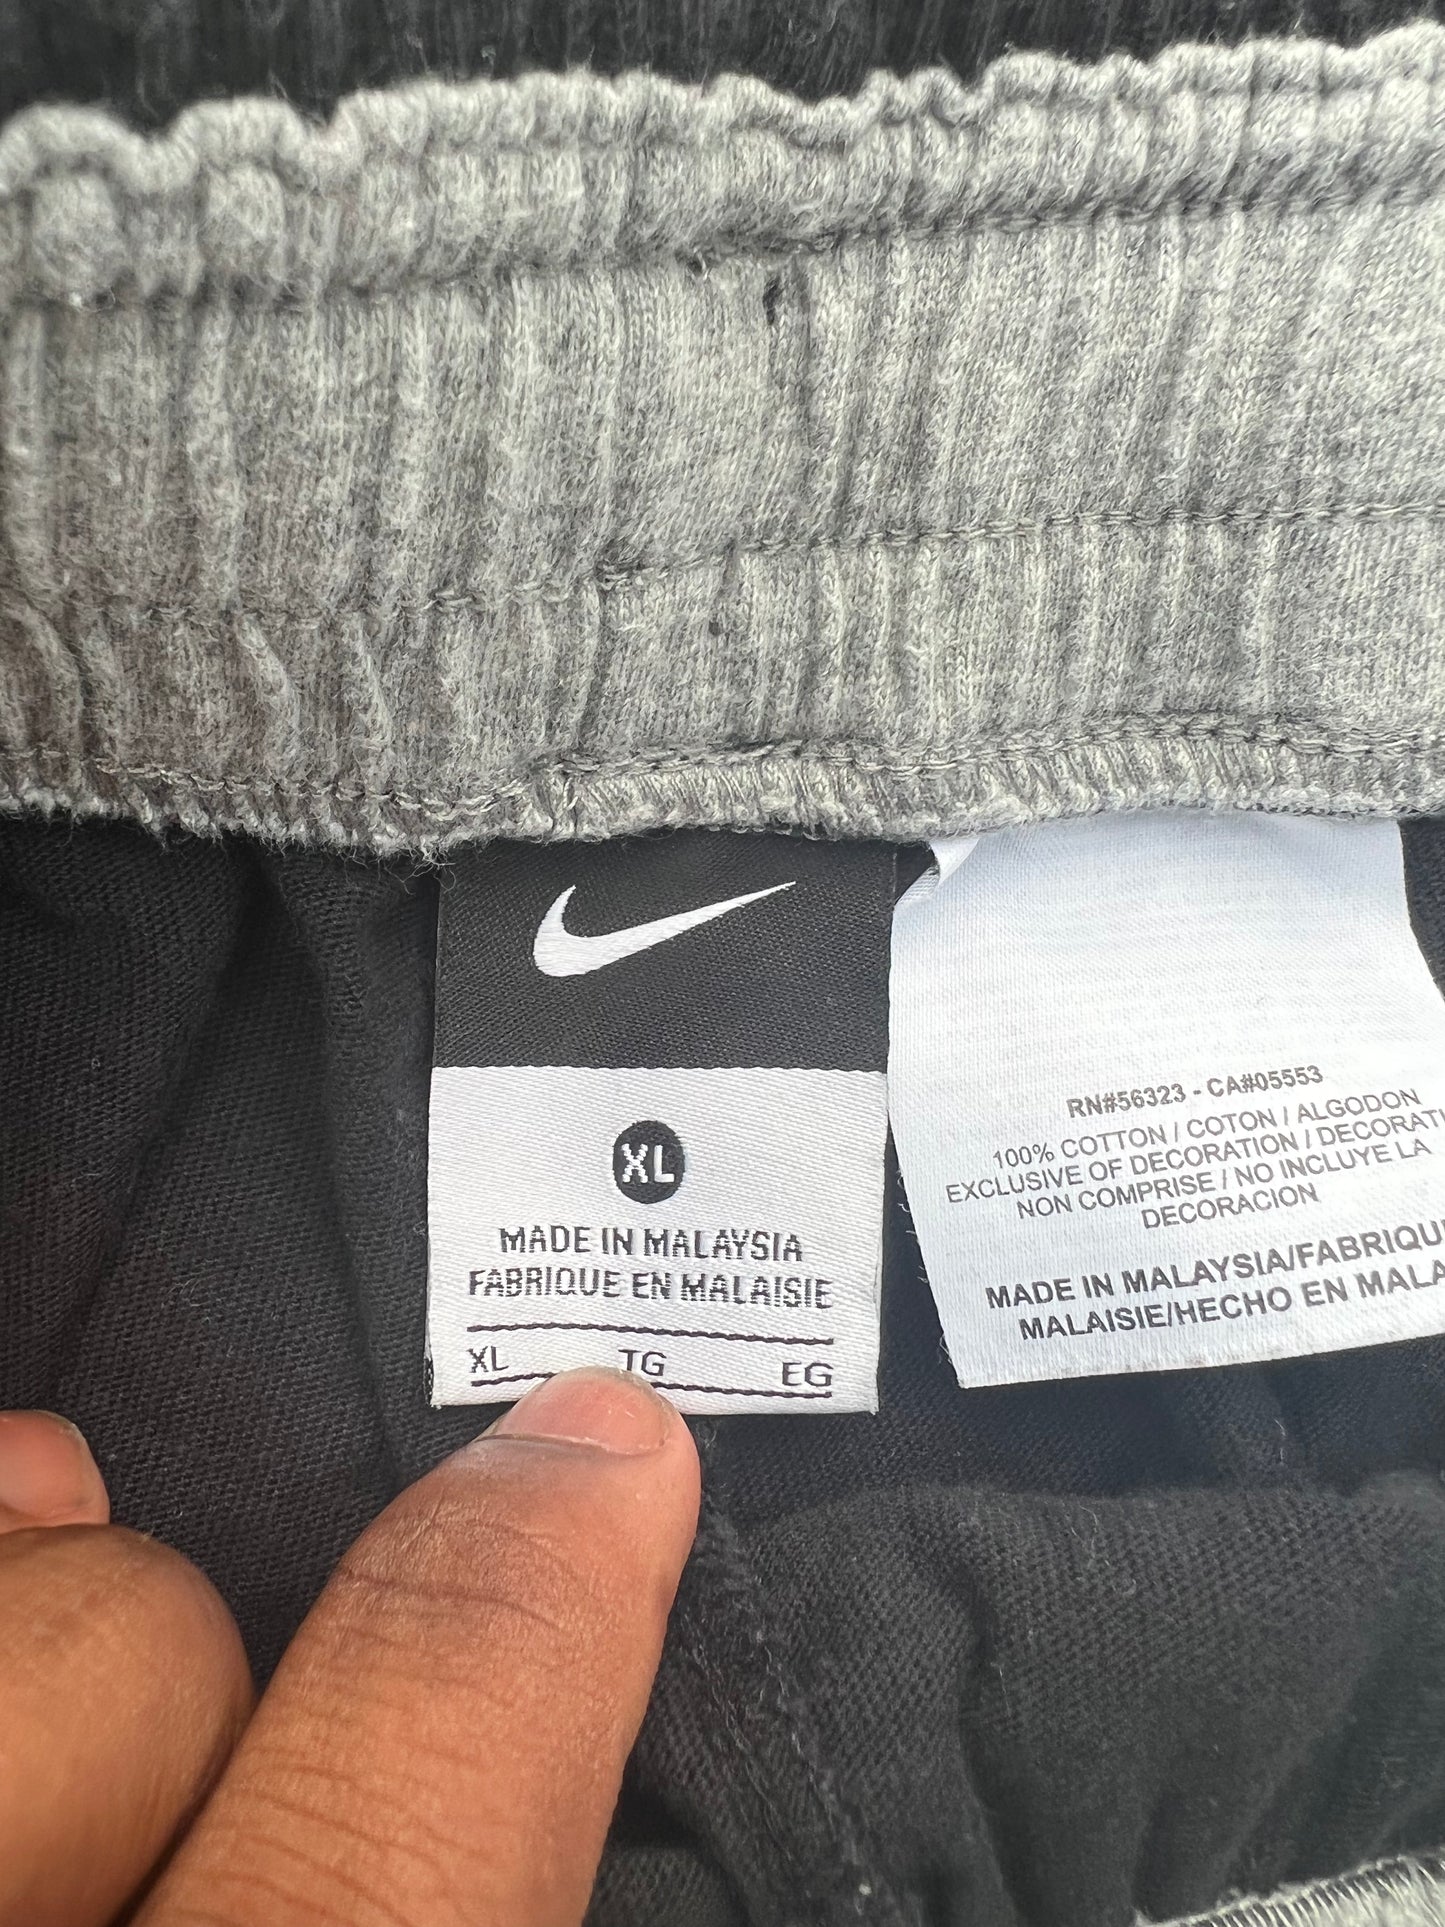 XL
MADE IN MALAYSIA
FABRIQUE EN MALAISIE
XL TG EG
RN#56323 - CA#05553
100% COTTON / COTON / ALGODON
EXCLUSIVE OF DECORATION / DECORATI
NON COMPRISE / NO INCLUYE LA
DECORACION
MADE IN MALAYSIA/FABRIQU
MALAISIE/HECHO EN MALA